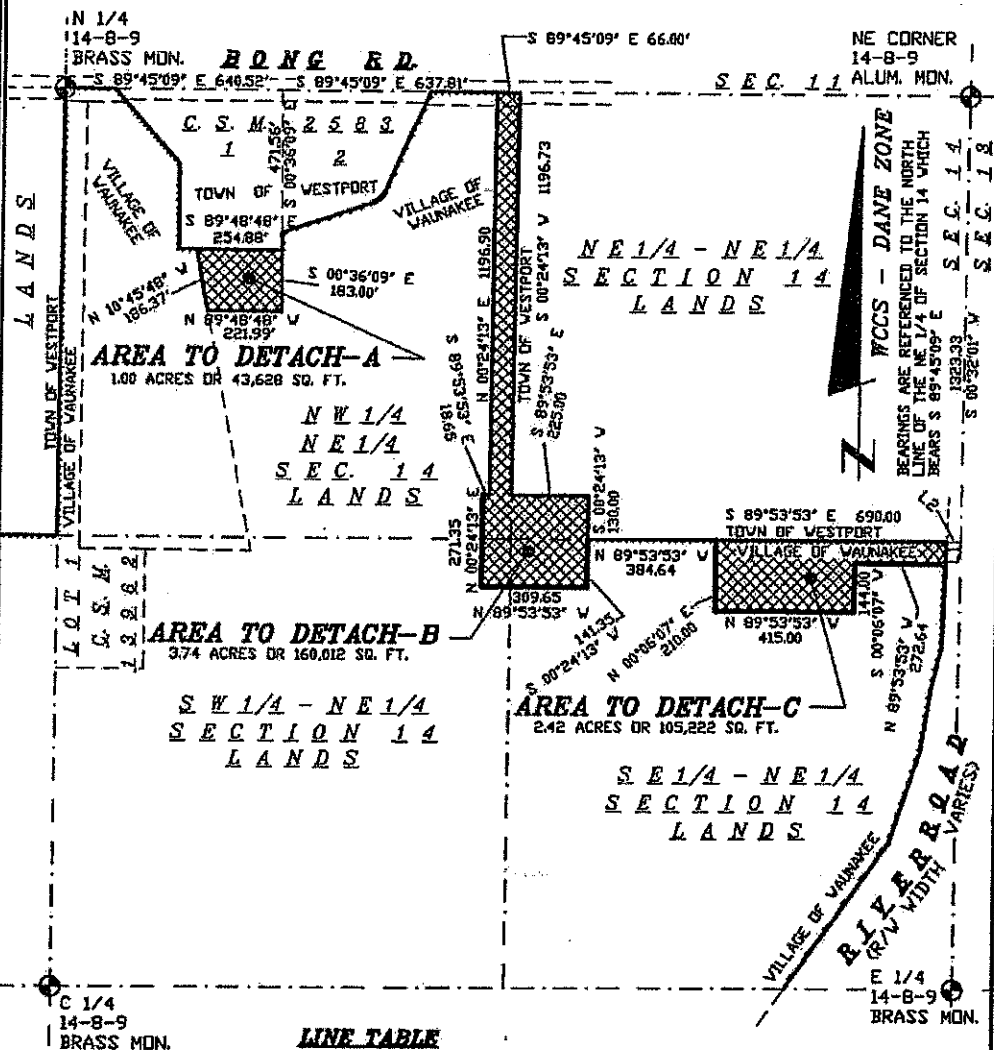 N 1/4
14-8-9
BRASS MON.
BONG RD.
S 89°45'09" E 66.00'
NE CORNER
14-8-9
ALUM. MON.
S 89°45'09" E 640.52'
S 89°45'09" E 637.81'
SEC. 11
SEC. 14
SEC. 13
C. S. M. 2583
1
2
471.56'
S 00°36'09" E
TOWN OF WESTPORT
VILLAGE OF
WAUNAKEE
VILLAGE OF
WAUNAKEE
LANDS
S 89°48'48" E
254.88'
S 00°36'09" E
183.00'
N 10°45'48" W
186.37'
N 89°48'48" W
221.99'
AREA TO DETACH-A
1.00 ACRES OR 43,628 SQ. FT.
TOWN OF WESTPORT
VILLAGE OF WAUNAKEE
N 00°24'13" E 1196.90
TOWN OF WESTPORT
S 00°24'13" W 1196.73
NE 1/4 - NE 1/4
SECTION 14
LANDS
WCCS - DANE ZONE
BEARINGS ARE REFERENCED TO THE NORTH
LINE OF THE NE 1/4 OF SECTION 14 WHICH
BEARS S 89°45'09" E
1323.33
S 00°32'01" W
NW 1/4
NE 1/4
SEC. 14
LANDS
S 89°53'53" E
18.65
S 89°53'53" E
225.00
N 00°24'13" E
271.35
S 00°24'13" W
130.00
N 89°53'53" W
384.64
S 89°53'53" E 690.00
TOWN OF WESTPORT
VILLAGE OF WAUNAKEE
L2
309.65
N 89°53'53" W
141.35
S 00°24'13" W
N 00°06'07" E
210.00
N 89°53'53" W
415.00
144.00
S 00°06'07" W
N 89°53'53" W
272.64
LOT 1
C.S.M.
13962
AREA TO DETACH-B
3.74 ACRES OR 160,012 SQ. FT.
AREA TO DETACH-C
2.42 ACRES OR 105,222 SQ. FT.
SW 1/4 - NE 1/4
SECTION 14
LANDS
SE 1/4 - NE 1/4
SECTION 14
LANDS
VILLAGE OF WAUNAKEE
RIVER ROAD
(R/W WIDTH VARIES)
C 1/4
14-8-9
BRASS MON.
E 1/4
14-8-9
BRASS MON.
LINE TABLE